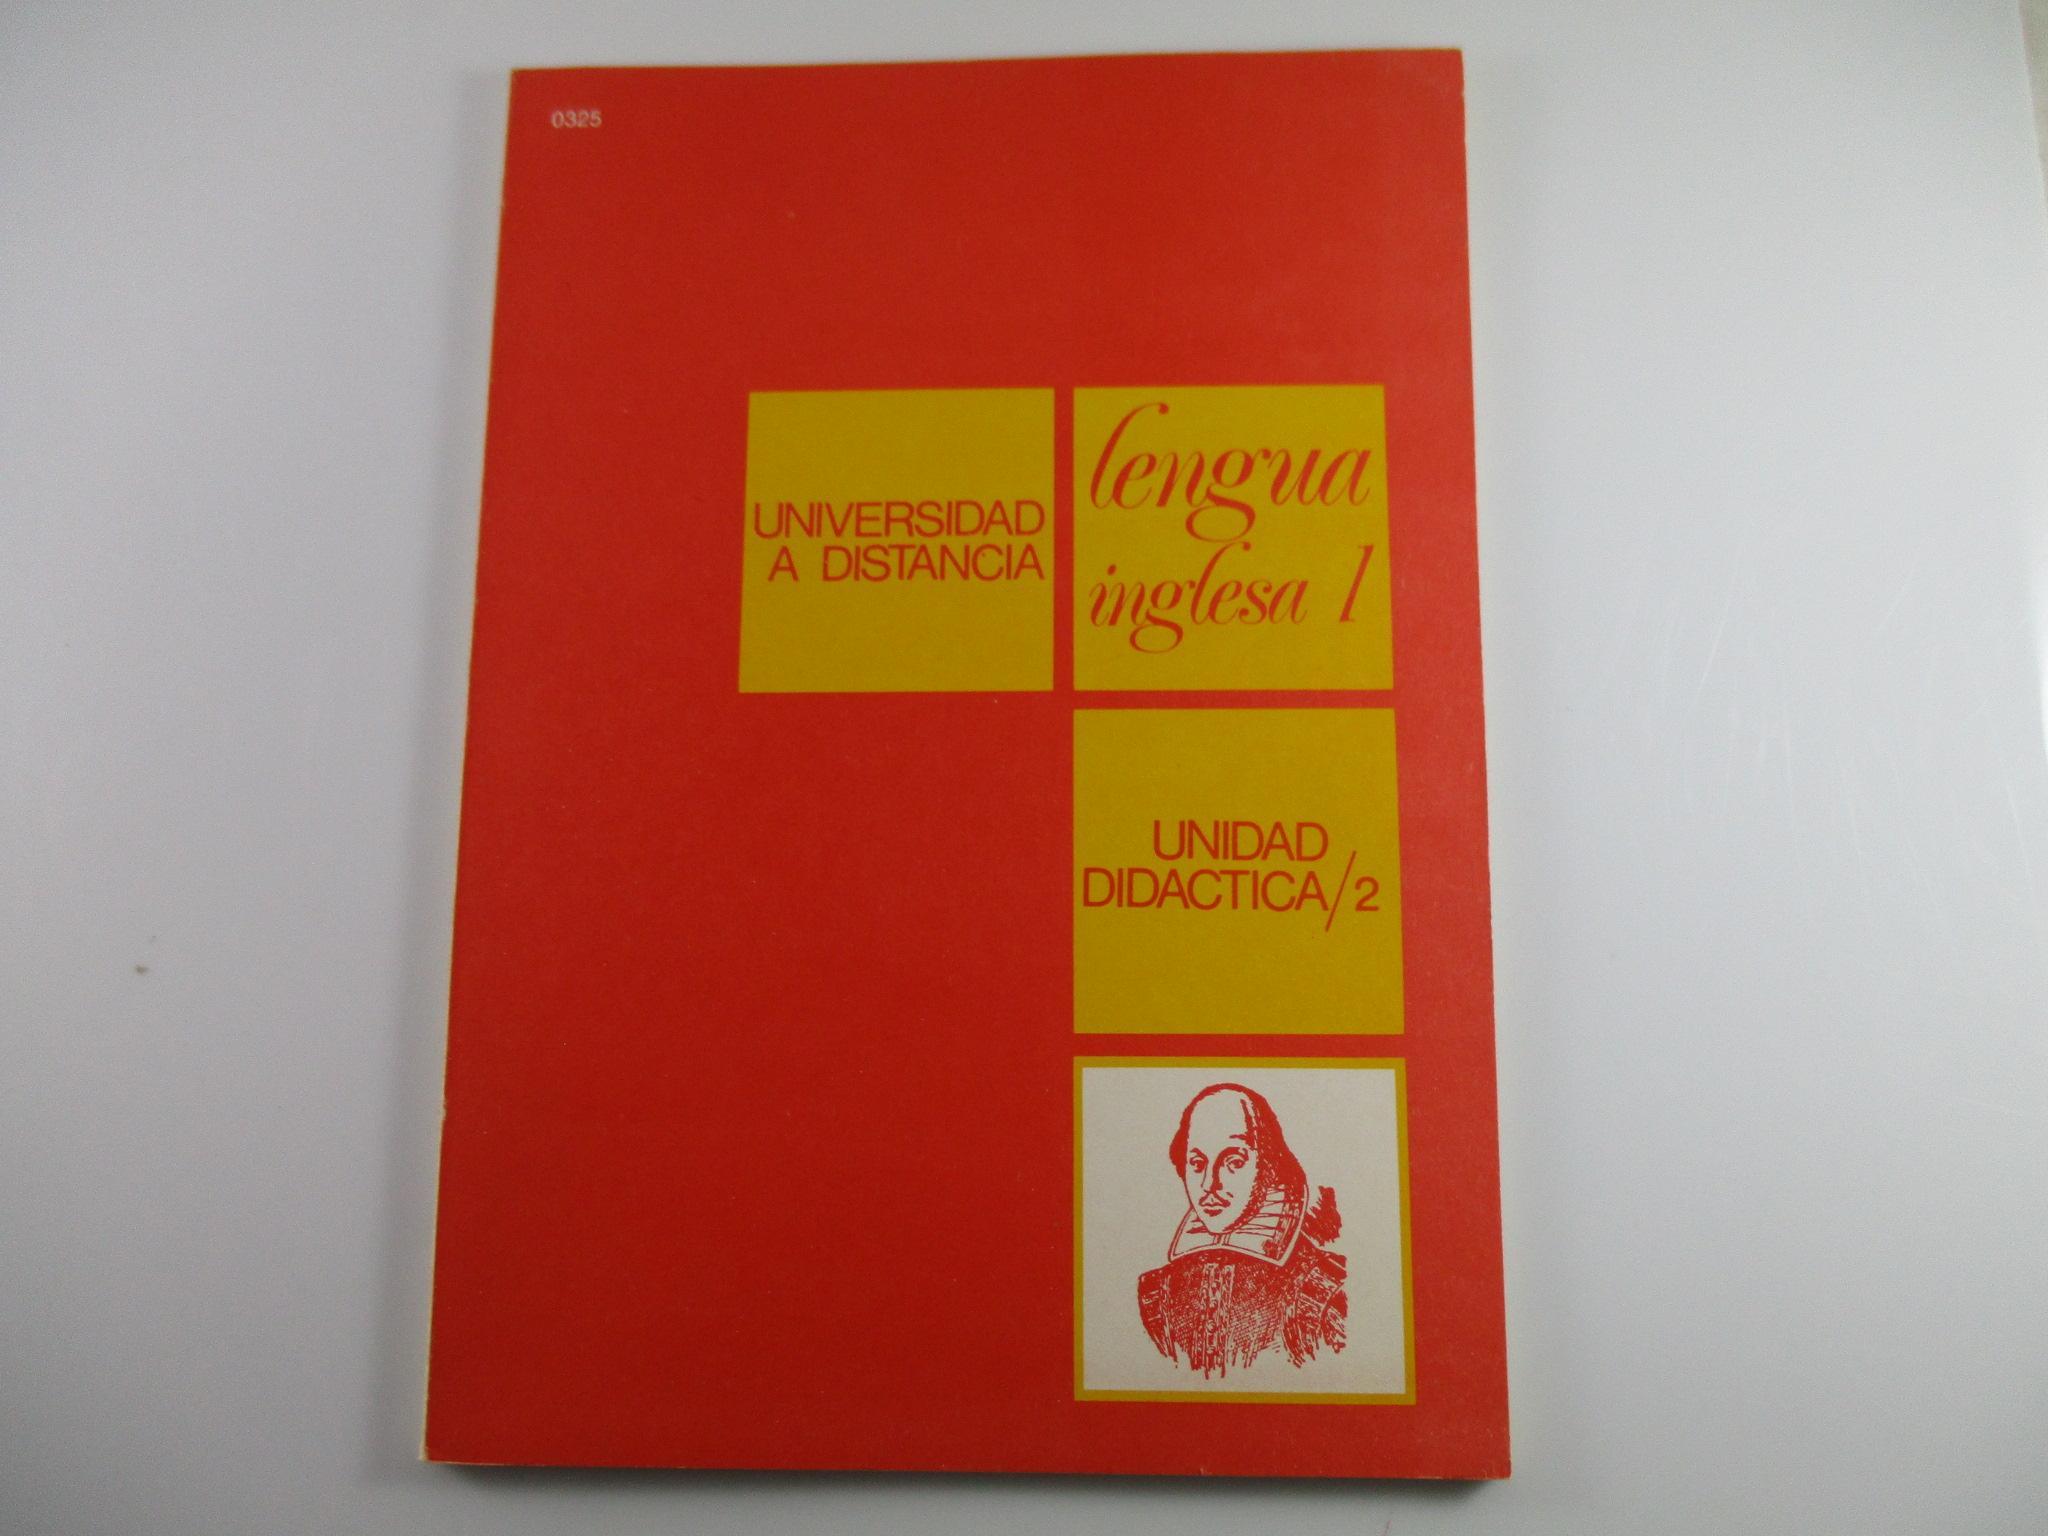 0325
UNIVERSIDAD
A DISTANCIA
lengua
inglesa 1
UNIDAD
DIDACTICA/2